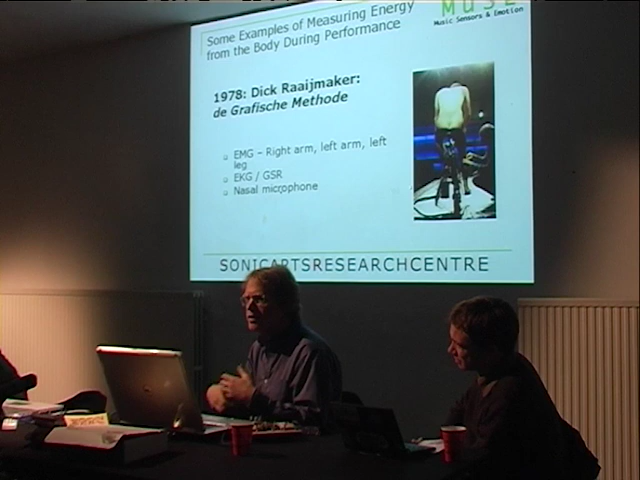 Some Examples of Measuring Energy
from the Body During Performance
MUSE
Music Sensors & Emotion
1978: Dick Raaijmaker:
de Grafische Methode
EMG – Right arm, left arm, left
leg
EKG / GSR
Nasal microphone
SONICARTSRESEARCHCENTRE